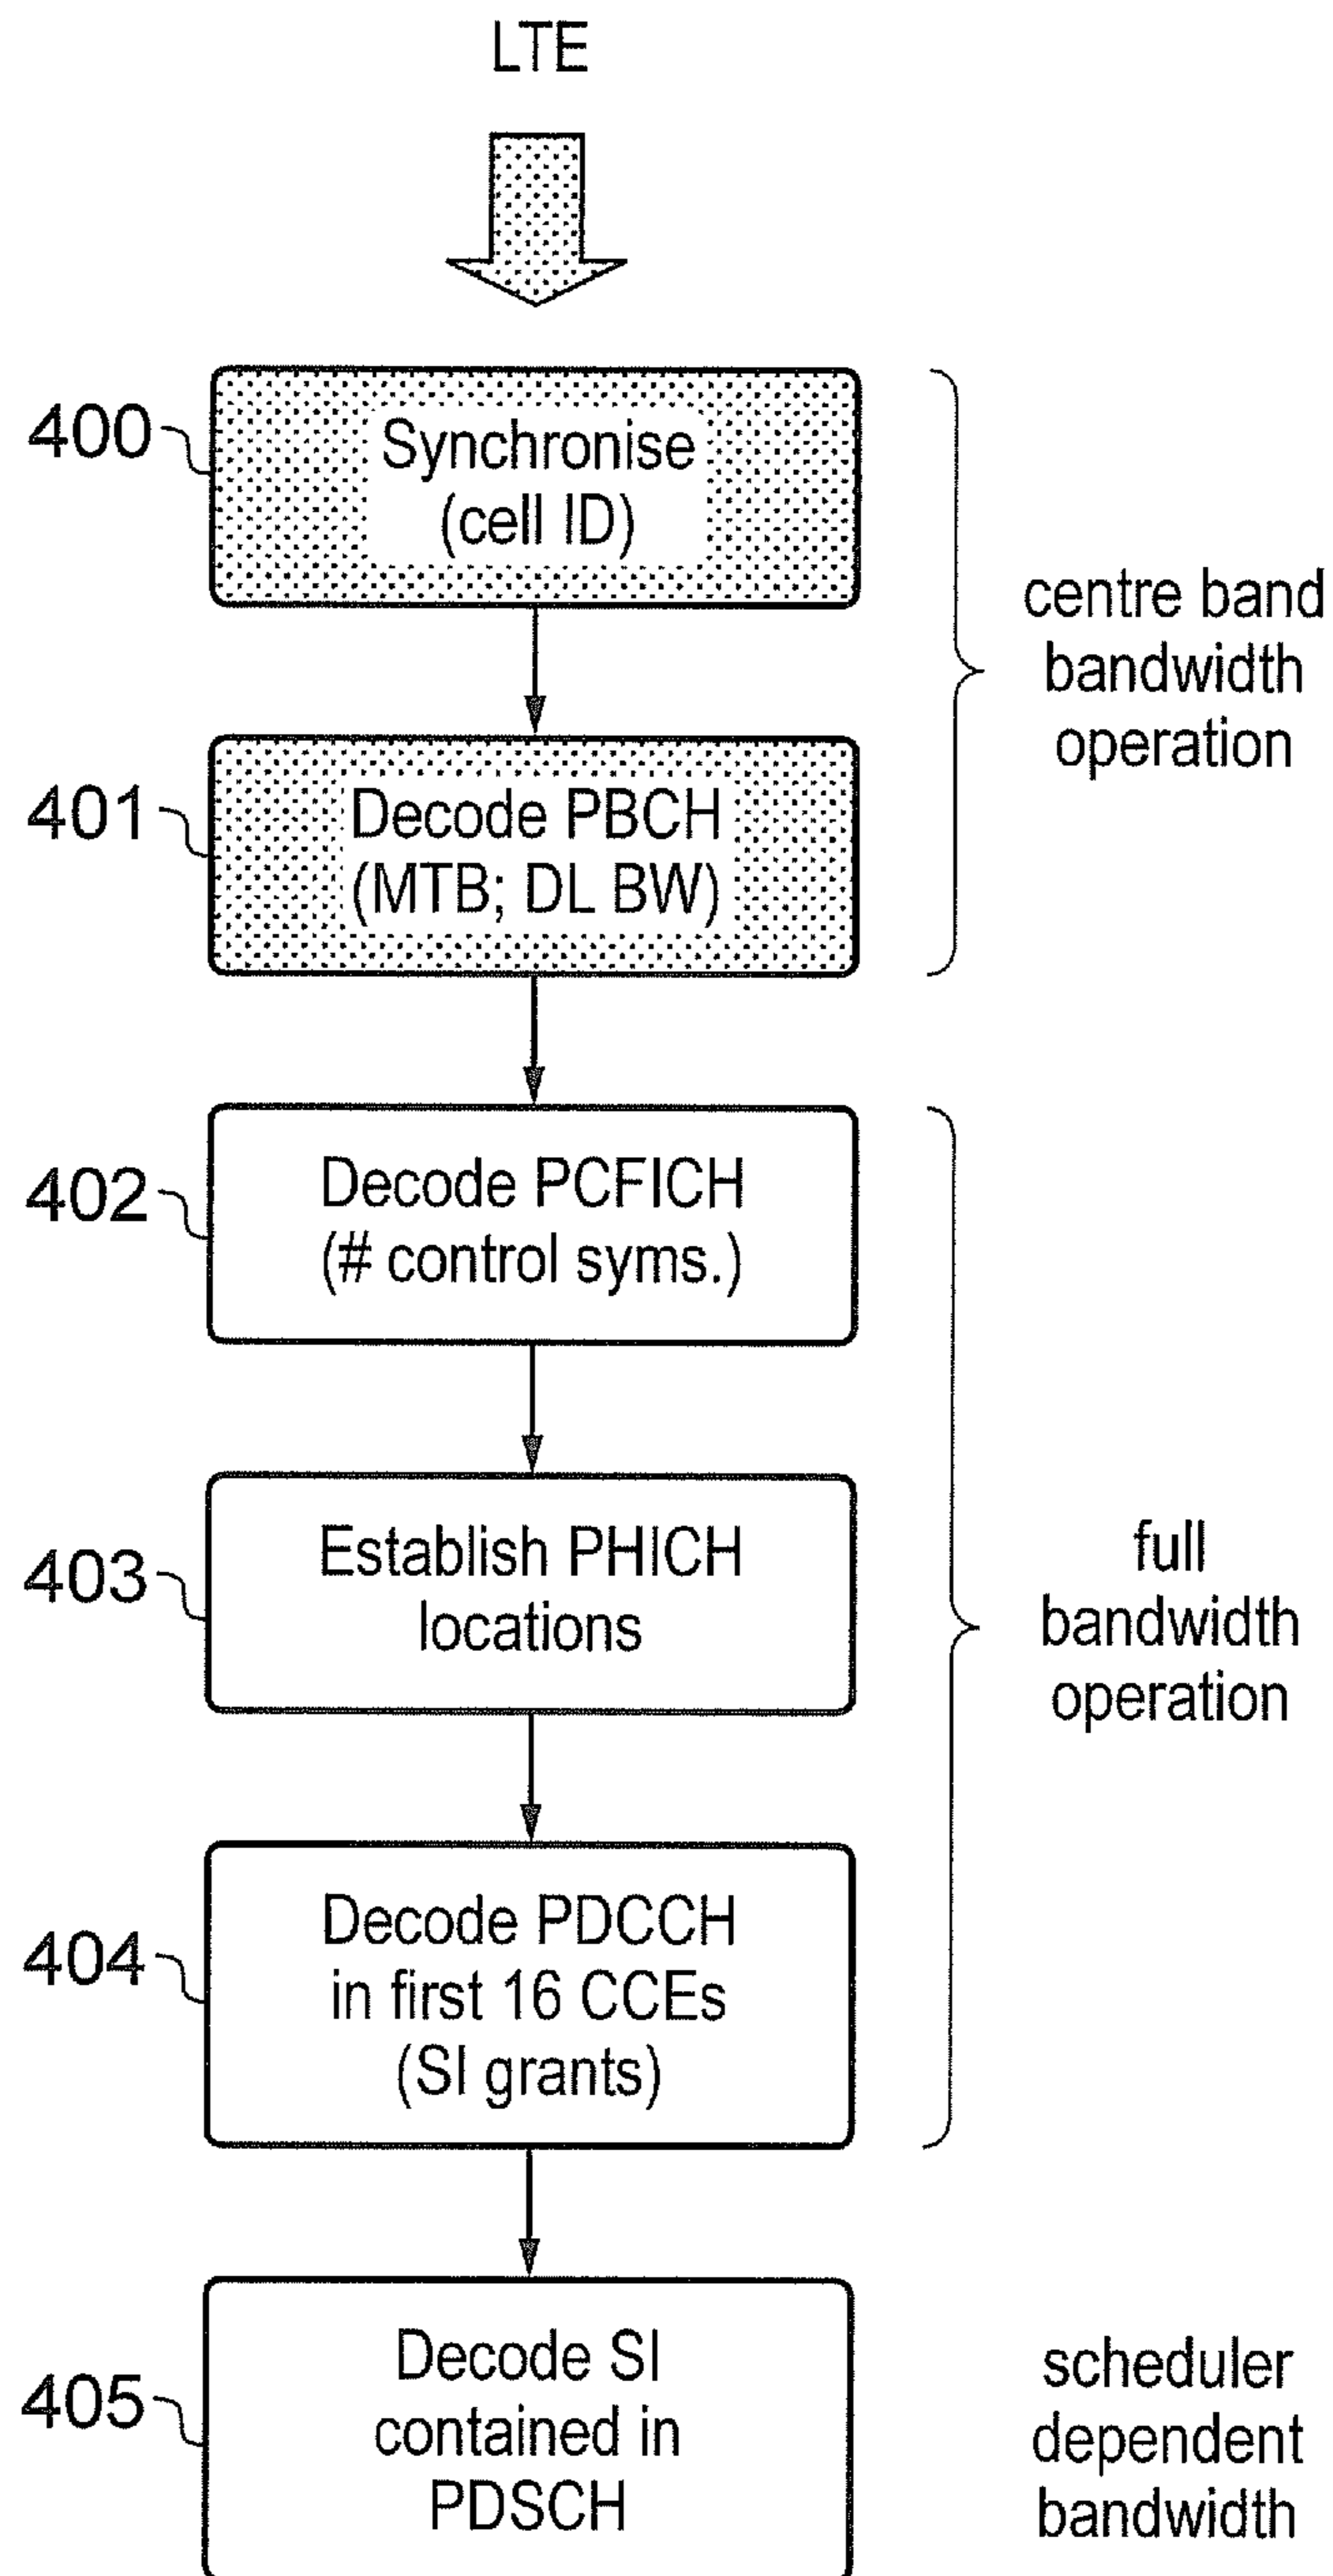 LTE
400
Synchronise
(cell ID)
centre band
bandwidth
operation
401
Decode PBCH
(MTB; DL BW)
402
Decode PCFICH
(# control syms.)
403
Establish PHICH
locations
full
bandwidth
operation
404
Decode PDCCH
in first 16 CCEs
(SI grants)
405
Decode SI
contained in
PDSCH
scheduler
dependent
bandwidth